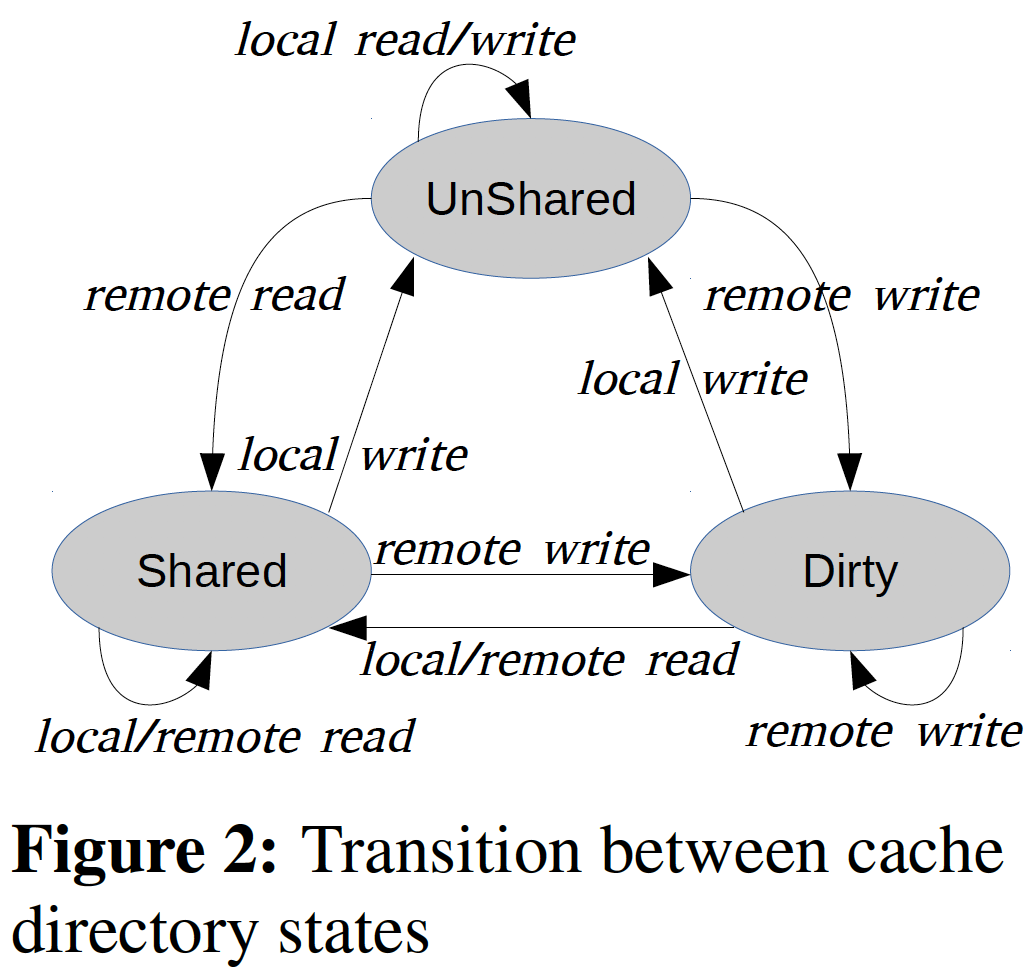 local read/write
UnShared
remote read
remote write
local write
local write
remote write
Shared
Dirty
local/remote read
local/remote read
remote write
Figure 2: Transition between cache
directory states